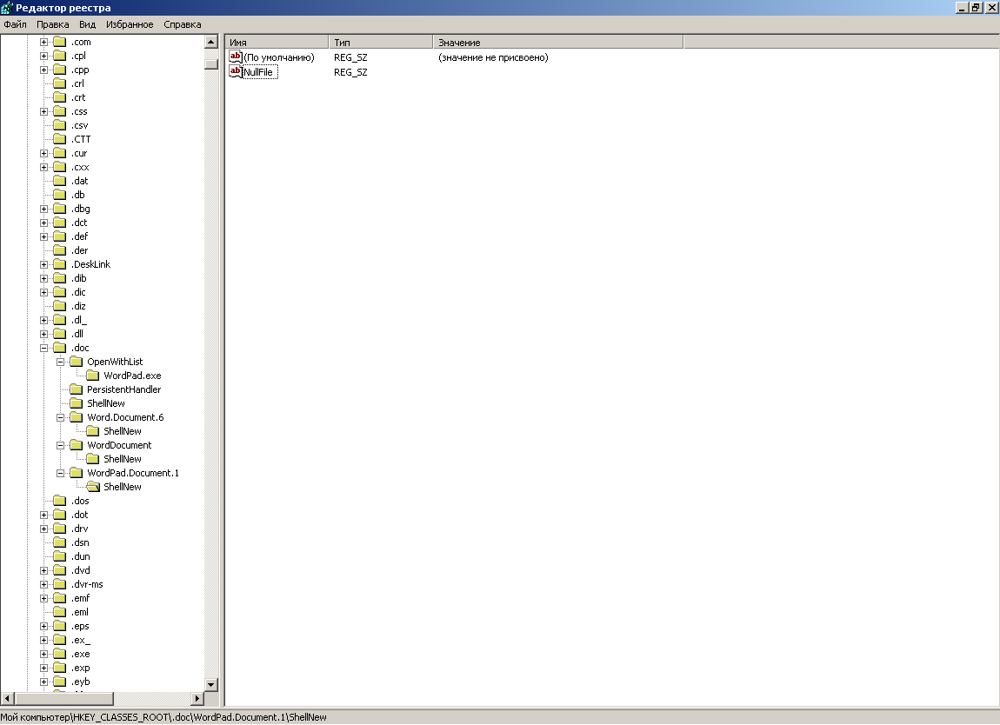 Редактор реестра
Файл Правка Вид Избранное Справка
.com
.cpl
.cpp
.crl
.crt
.css
.csv
.CTT
.cur
.cxx
.dat
.db
.dbg
.dct
.def
.der
.DeskLink
.dib
.dic
.diz
.dl_
.dll
.doc
OpenWithList
WordPad.exe
PersistentHandler
ShellNew
Word.Document.6
ShellNew
WordDocument
ShellNew
WordPad.Document.1
ShellNew
.dos
.dot
.drv
.dsn
.dun
.dvd
.dvr-ms
.emf
.eml
.eps
.ex_
.exe
.exp
.eyb
Имя Тип Значение
ab (По умолчанию) REG_SZ (значение не присвоено)
ab NullFile REG_SZ
Мой компьютер\HKEY_CLASSES_ROOT\.doc\WordPad.Document.1\ShellNew